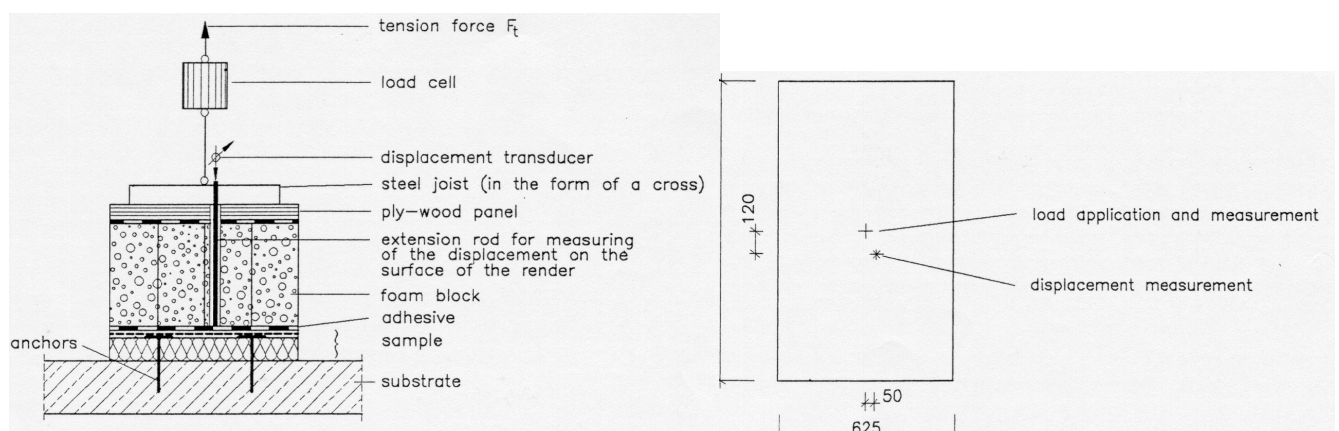 tension force Ft
load cell
displacement transducer
steel joist (in the form of a cross)
ply-wood panel
extension rod for measuring
of the displacement on the
surface of the render
foam block
adhesive
sample
anchors
substrate
120
load application and measurement
displacement measurement
50
625